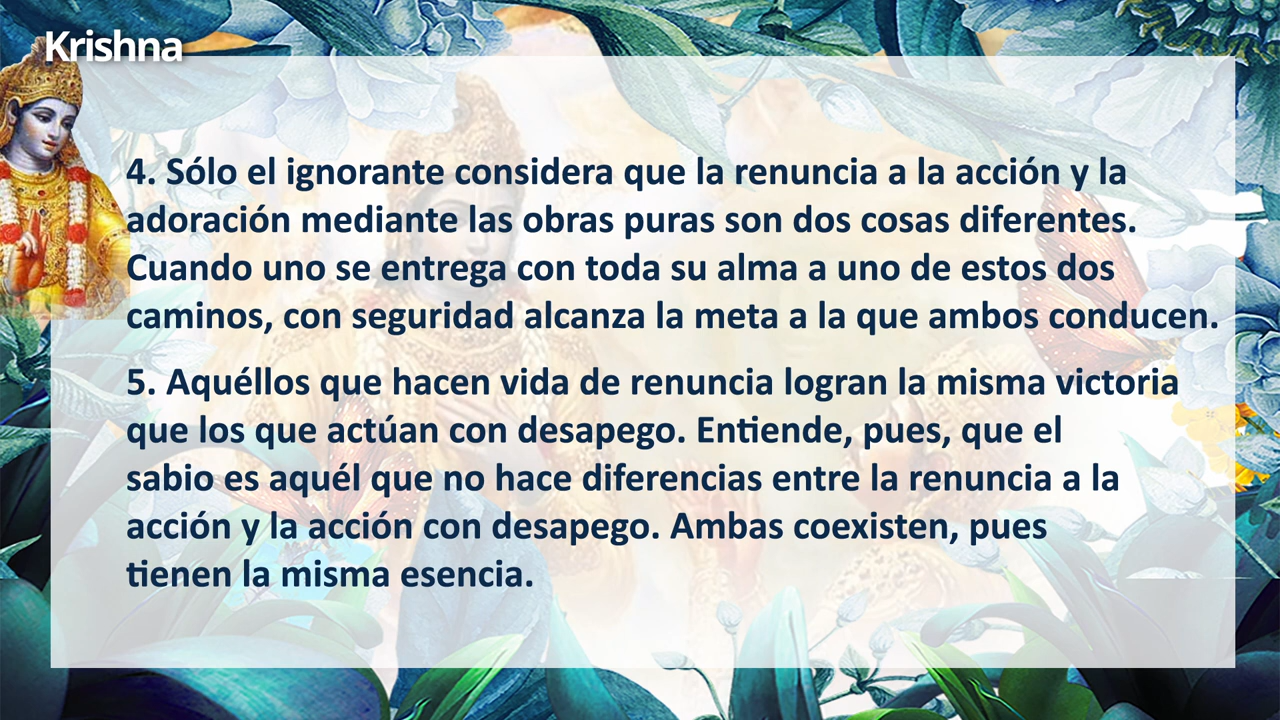 Krishna
4. Sólo el ignorante considera que la renuncia a la acción y la
adoración mediante las obras puras son dos cosas diferentes.
Cuando uno se entrega con toda su alma a uno de estos dos
caminos, con seguridad alcanza la meta a la que ambos conducen.
5. Aquéllos que hacen vida de renuncia logran la misma victoria
que los que actúan con desapego. Entiende, pues, que el
sabio es aquél que no hace diferencias entre la renuncia a la
acción y la acción con desapego. Ambas coexisten, pues
tienen la misma esencia.